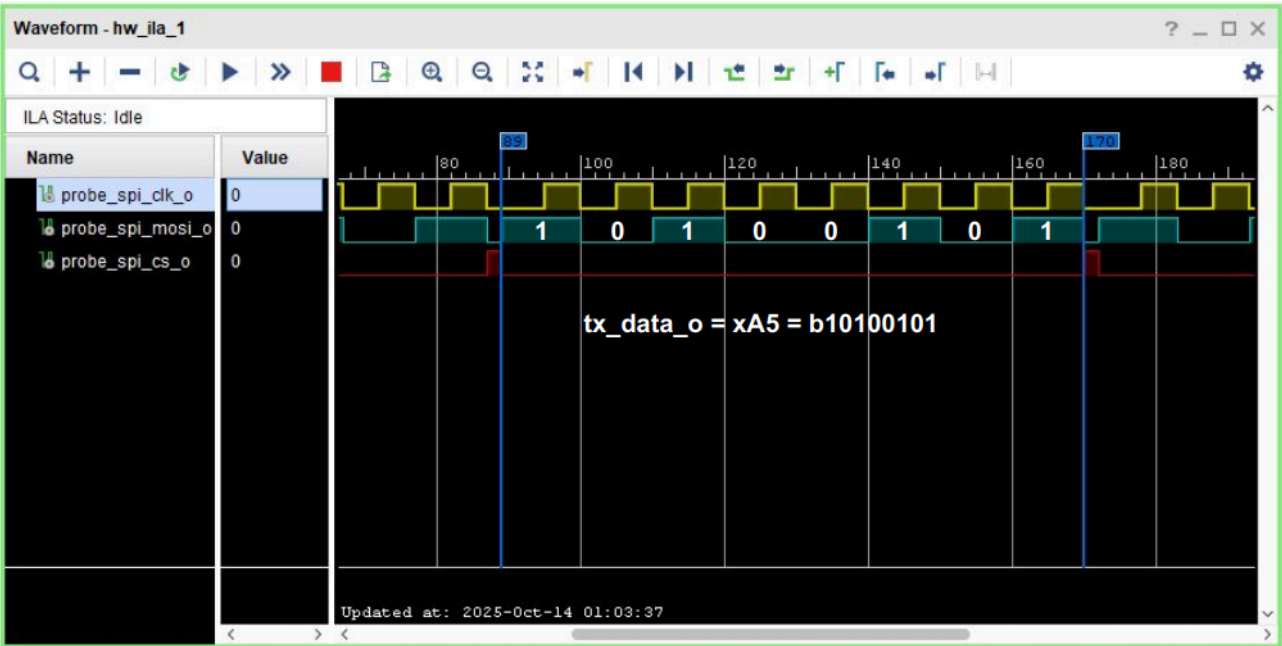 Waveform - hw_ila_1
? _
ILA Status: Idle
Name Value
89 170
80 100 120 140 160 180
probe_spi_clk_o 0
probe_spi_mosi_o 0
1 0 1 0 0 1 0 1
probe_spi_cs_o 0
tx_data_o = xA5 = b10100101
Updated at: 2025-Oct-14 01:03:37